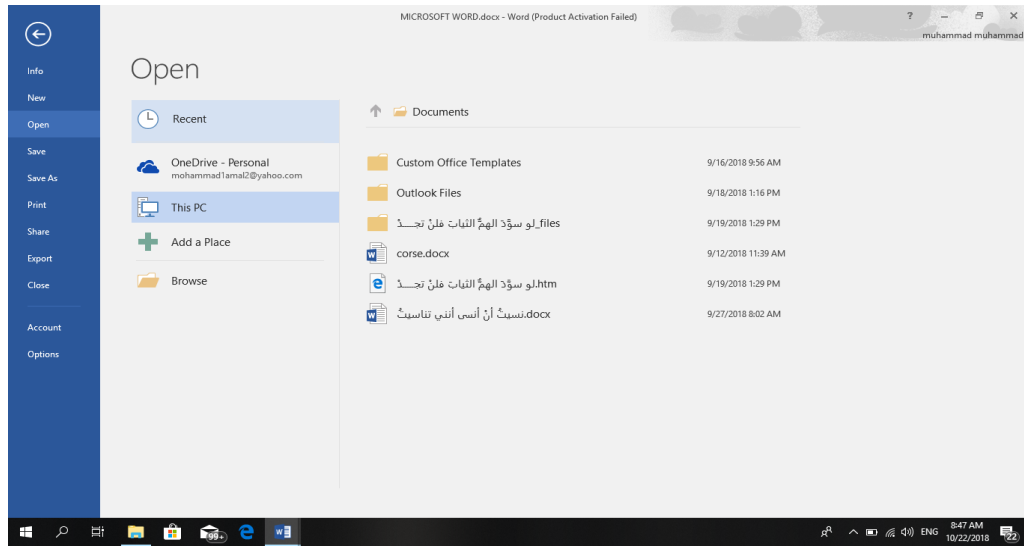 MICROSOFT WORD.docx - Word (Product Activation Failed)
?
muhammad muhammad
Info
New
Open
Save
Save As
Print
Share
Export
Close
Account
Options
Open
Recent
OneDrive - Personal
mohammad1amal2@yahoo.com
This PC
Add a Place
Browse
Documents
Custom Office Templates 9/16/2018 9:56 AM
Outlook Files 9/18/2018 1:16 PM
لو سوَّدَ الهمُّ الثيابَ فلنْ تجـــدْ_files 9/19/2018 1:29 PM
corse.docx 9/12/2018 11:39 AM
لو سوَّدَ الهمُّ الثيابَ فلنْ تجـــدْ.htm 9/19/2018 1:29 PM
نسيتُ أنْ أنسى أنني تناسيتُ.docx 9/27/2018 8:02 AM
99+
ENG
8:47 AM
10/22/2018
22